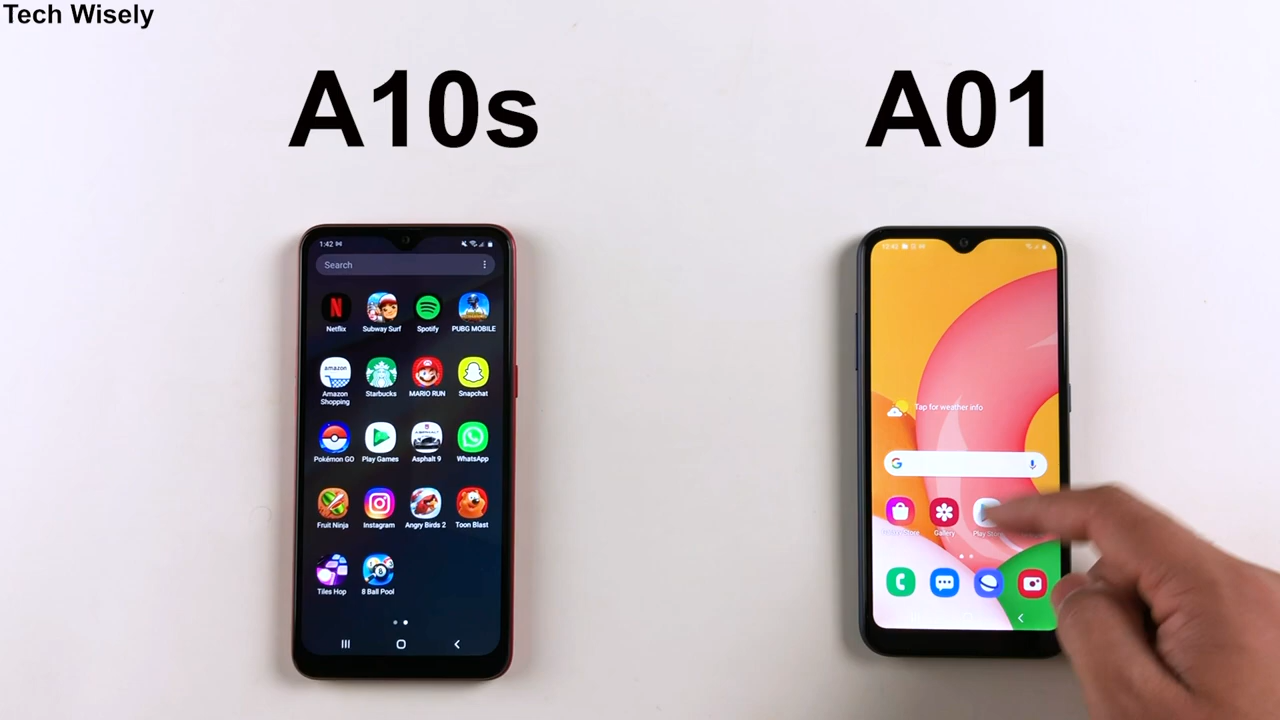 Tech Wisely
A10s
A01
1:42
Search
Netflix
Subway Surf
Spotify
PUBG MOBILE
amazon
Amazon
Shopping
Starbucks
MARIO RUN
Snapchat
Pokémon GO
Play Games
Asphalt 9
WhatsApp
Fruit Ninja
Instagram
Angry Birds 2
Toon Blast
Tiles Hop
8 Ball Pool
Tap for weather info
Gallery